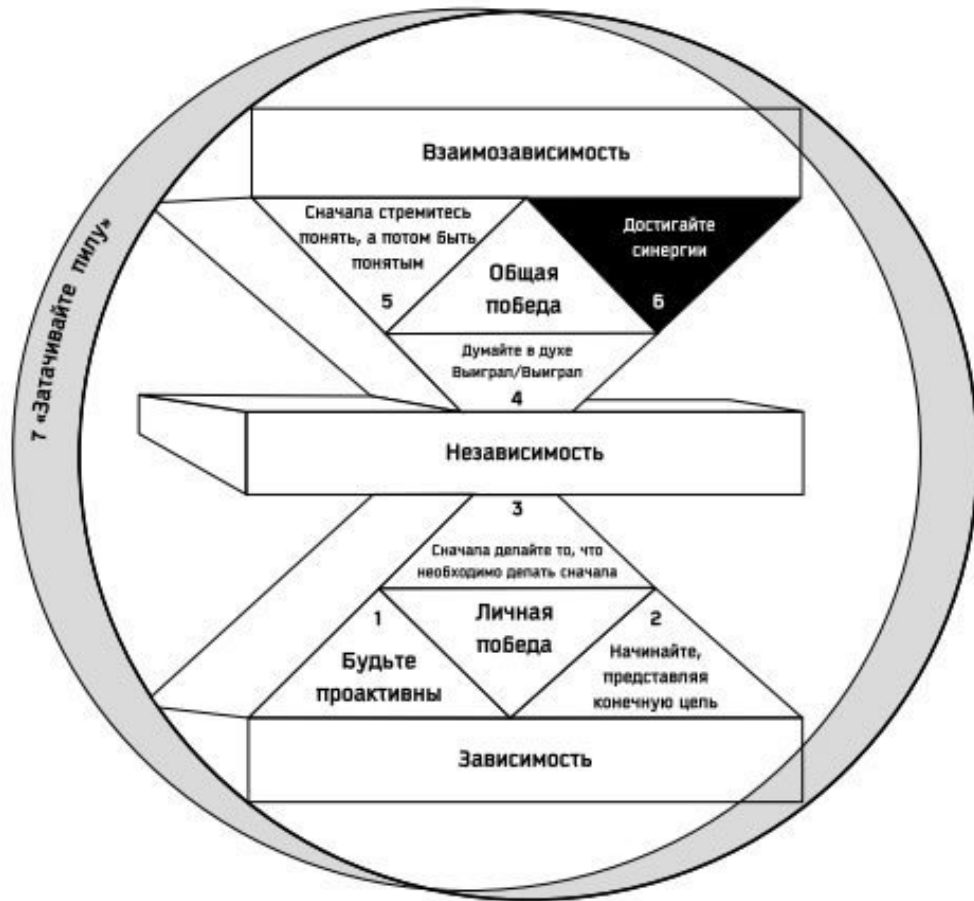 Взаимозависимость
Сначала стремитесь
понять, а потом быть
понятым
5
Общая
победа
Достигайте
синергии
6
Думайте в духе
Выиграл/Выиграл
4
7 «Затачивайте пилу»
Независимость
3
Сначала делайте то, что
необходимо делать сначала
1
Будьте
проактивны
Личная
победа
2
Начинайте,
представляя
конечную цель
Зависимость